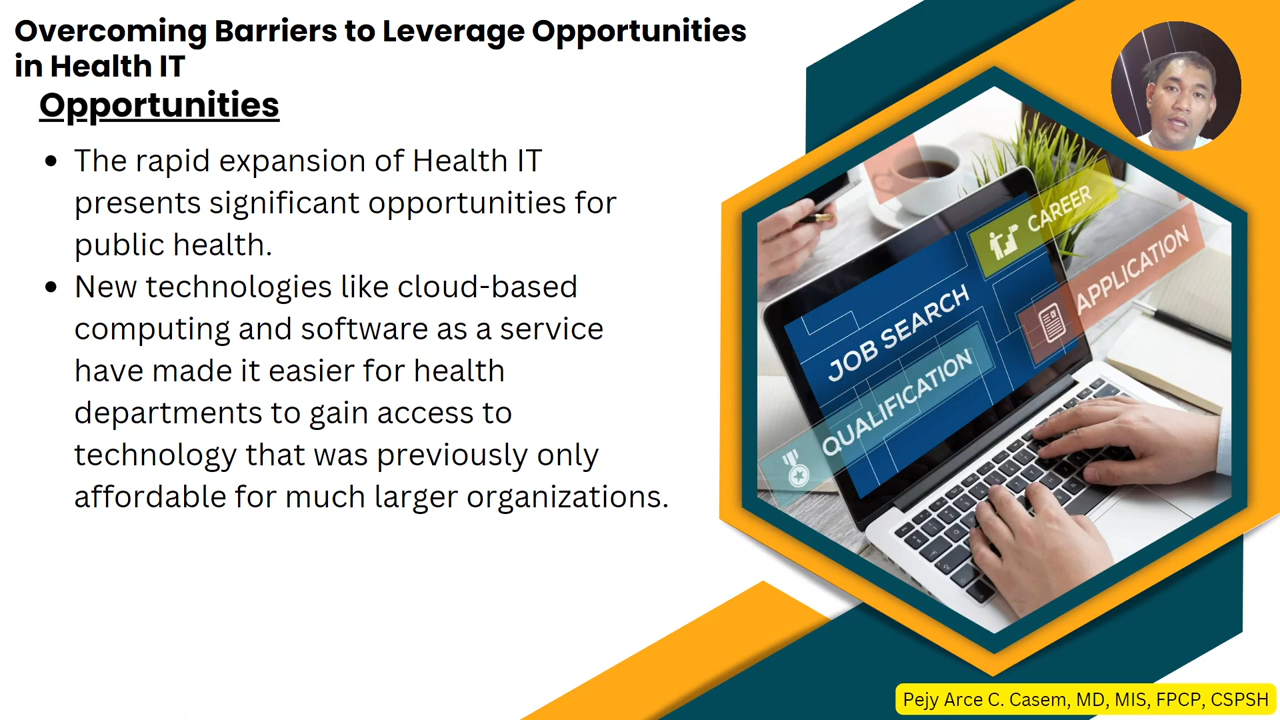 Overcoming Barriers to Leverage Opportunities
in Health IT
Opportunities
• The rapid expansion of Health IT
presents significant opportunities for
public health.
• New technologies like cloud-based
computing and software as a service
have made it easier for health
departments to gain access to
technology that was previously only
affordable for much larger organizations.
CAREER
APPLICATION
JOB SEARCH
QUALIFICATION
Pejy Arce C. Casem, MD, MIS, FPCP, CSPSH